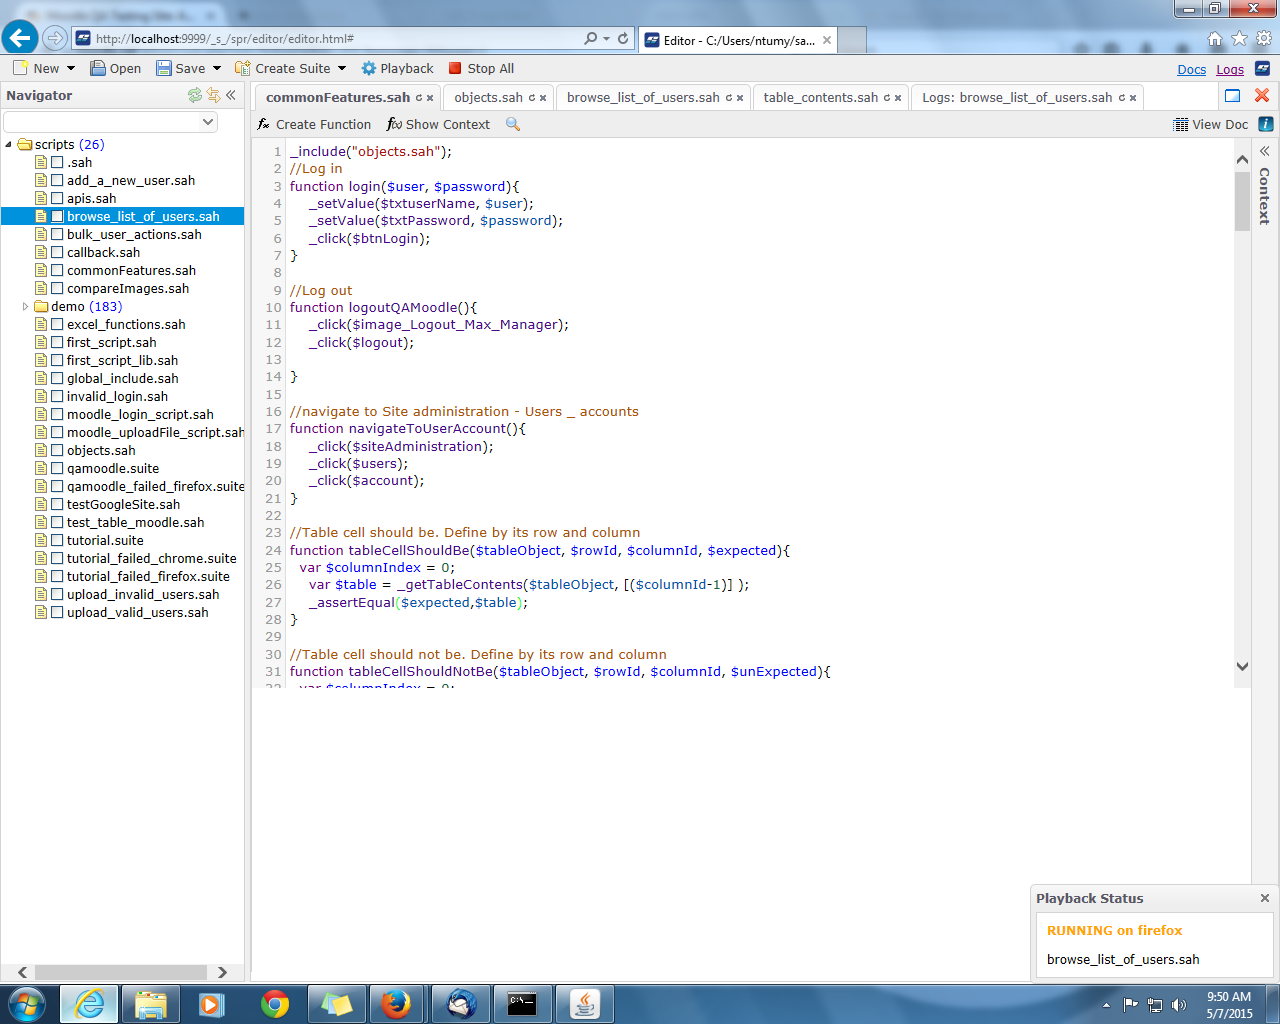 http://localhost:9999/_s_/spr/editor/editor.html#
Editor - C:/Users/ntumy/sa...
New Open Save Create Suite Playback Stop All Docs Logs
Navigator
commonFeatures.sah objects.sah browse_list_of_users.sah table_contents.sah Logs: browse_list_of_users.sah
Create Function Show Context View Doc
Context
scripts (26)
.sah
add_a_new_user.sah
apis.sah
browse_list_of_users.sah
bulk_user_actions.sah
callback.sah
commonFeatures.sah
compareImages.sah
demo (183)
excel_functions.sah
first_script.sah
first_script_lib.sah
global_include.sah
invalid_login.sah
moodle_login_script.sah
moodle_uploadFile_script.sah
objects.sah
qamoodle.suite
qamoodle_failed_firefox.suite
testGoogleSite.sah
test_table_moodle.sah
tutorial.suite
tutorial_failed_chrome.suite
tutorial_failed_firefox.suite
upload_invalid_users.sah
upload_valid_users.sah
1 _include("objects.sah");
2 //Log in
3 function login($user, $password){
4 _setValue($txtuserName, $user);
5 _setValue($txtPassword, $password);
6 _click($btnLogin);
7 }
8
9 //Log out
10 function logoutQAMoodle(){
11 _click($image_Logout_Max_Manager);
12 _click($logout);
13
14 }
15
16 //navigate to Site administration - Users _ accounts
17 function navigateToUserAccount(){
18 _click($siteAdministration);
19 _click($users);
20 _click($account);
21 }
22
23 //Table cell should be. Define by its row and column
24 function tableCellShouldBe($tableObject, $rowId, $columnId, $expected){
25 var $columnIndex = 0;
26 var $table = _getTableContents($tableObject, [($columnId-1)] );
27 _assertEqual($expected,$table);
28 }
29
30 //Table cell should not be. Define by its row and column
31 function tableCellShouldNotBe($tableObject, $rowId, $columnId, $unExpected){
32 var $columnIndex = 0;
Playback Status
RUNNING on firefox
browse_list_of_users.sah
9:50 AM
5/7/2015